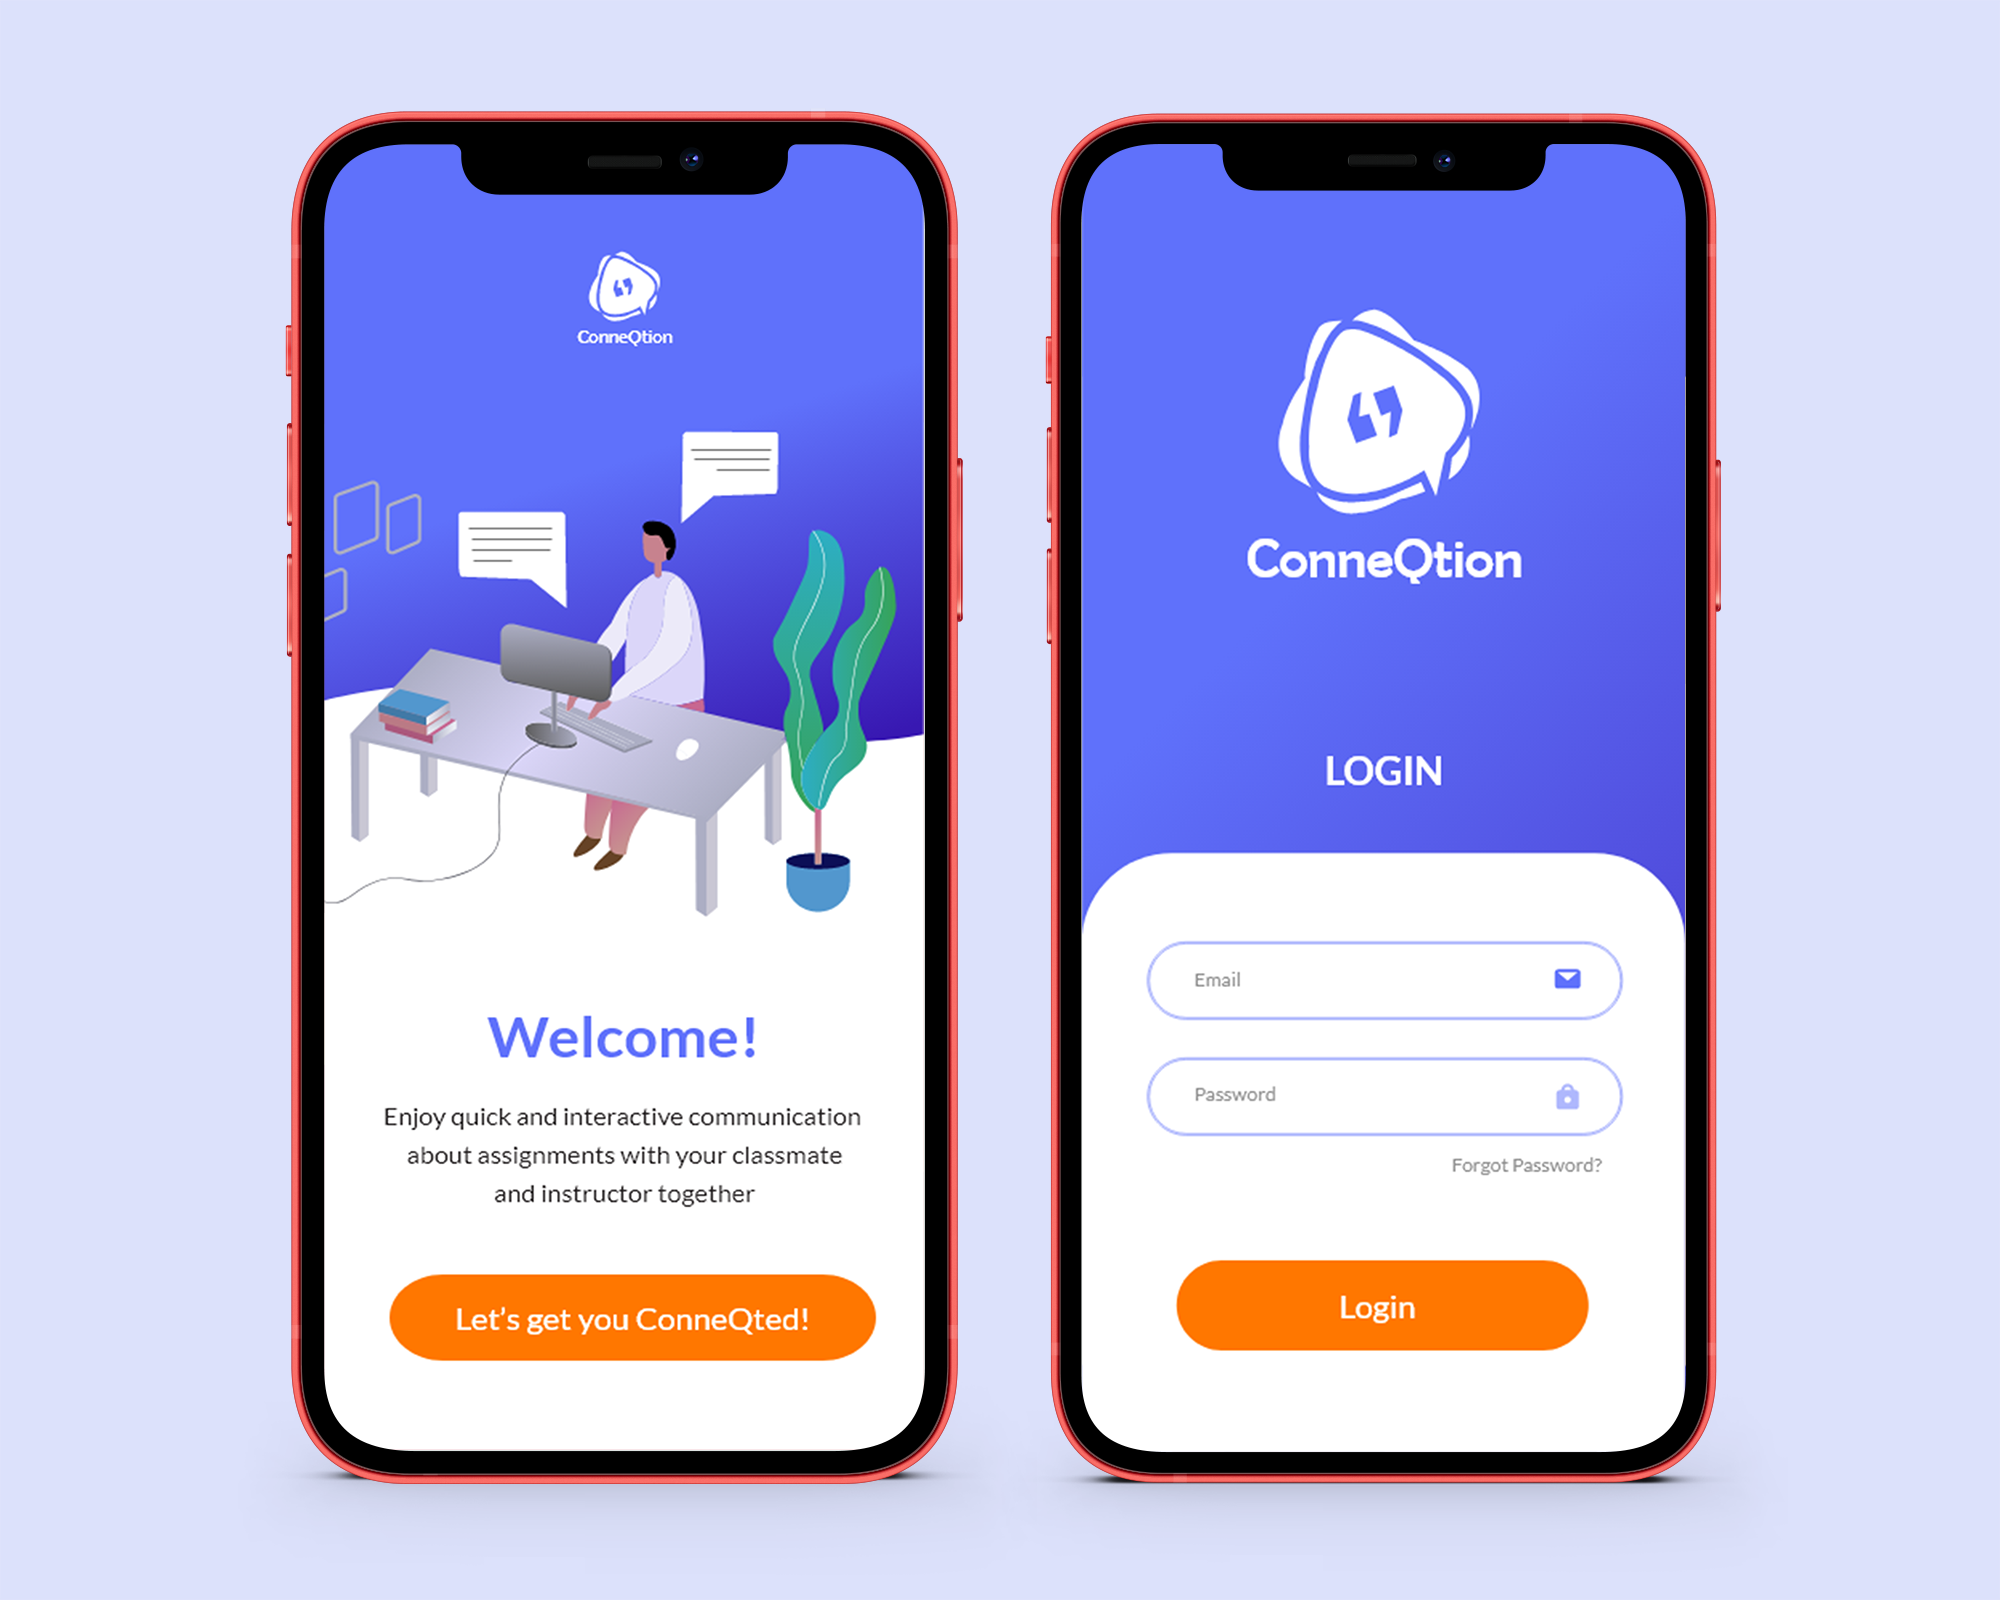 ConneQtion
Welcome!
Enjoy quick and interactive communication
about assignments with your classmate
and instructor together
Let's get you ConneQted!
ConneQtion
LOGIN
Email
Password
Forgot Password?
Login